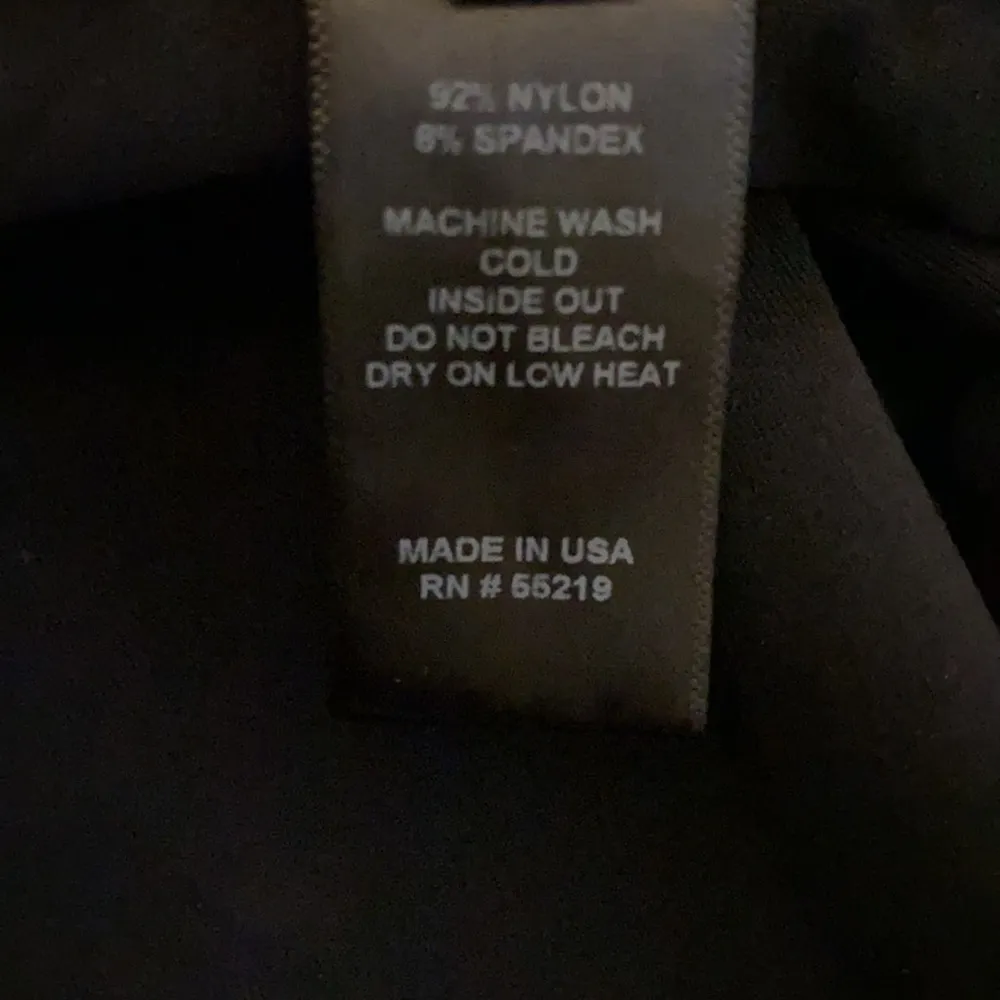 92% NYLON
8% SPANDEX
MACHINE WASH
COLD
INSIDE OUT
DO NOT BLEACH
DRY ON LOW HEAT
MADE IN USA
RN # 55219